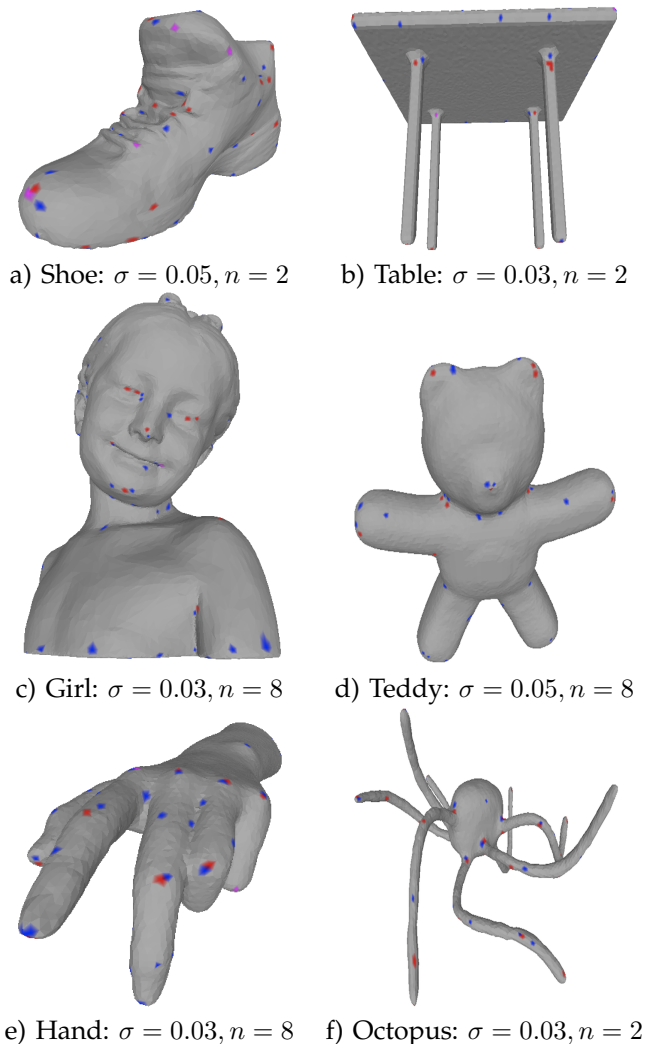 a) Shoe: σ = 0.05, n = 2
b) Table: σ = 0.03, n = 2
c) Girl: σ = 0.03, n = 8
d) Teddy: σ = 0.05, n = 8
e) Hand: σ = 0.03, n = 8
f) Octopus: σ = 0.03, n = 2